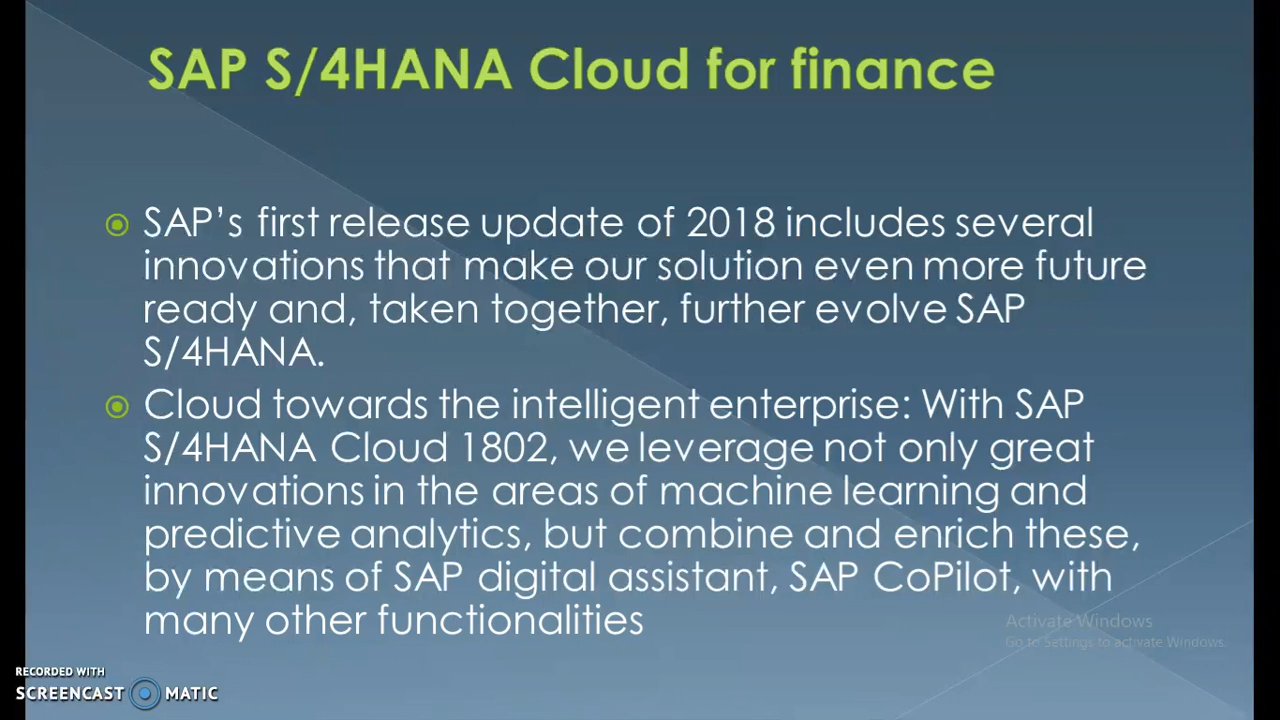 SAP S/4HANA Cloud for finance
SAP’s first release update of 2018 includes several
innovations that make our solution even more future
ready and, taken together, further evolve SAP
S/4HANA.
Cloud towards the intelligent enterprise: With SAP
S/4HANA Cloud 1802, we leverage not only great
innovations in the areas of machine learning and
predictive analytics, but combine and enrich these,
by means of SAP digital assistant, SAP CoPilot, with
many other functionalities
Activate Windows
Go to Settings to activate Windows.
RECORDED WITH
SCREENCAST MATIC